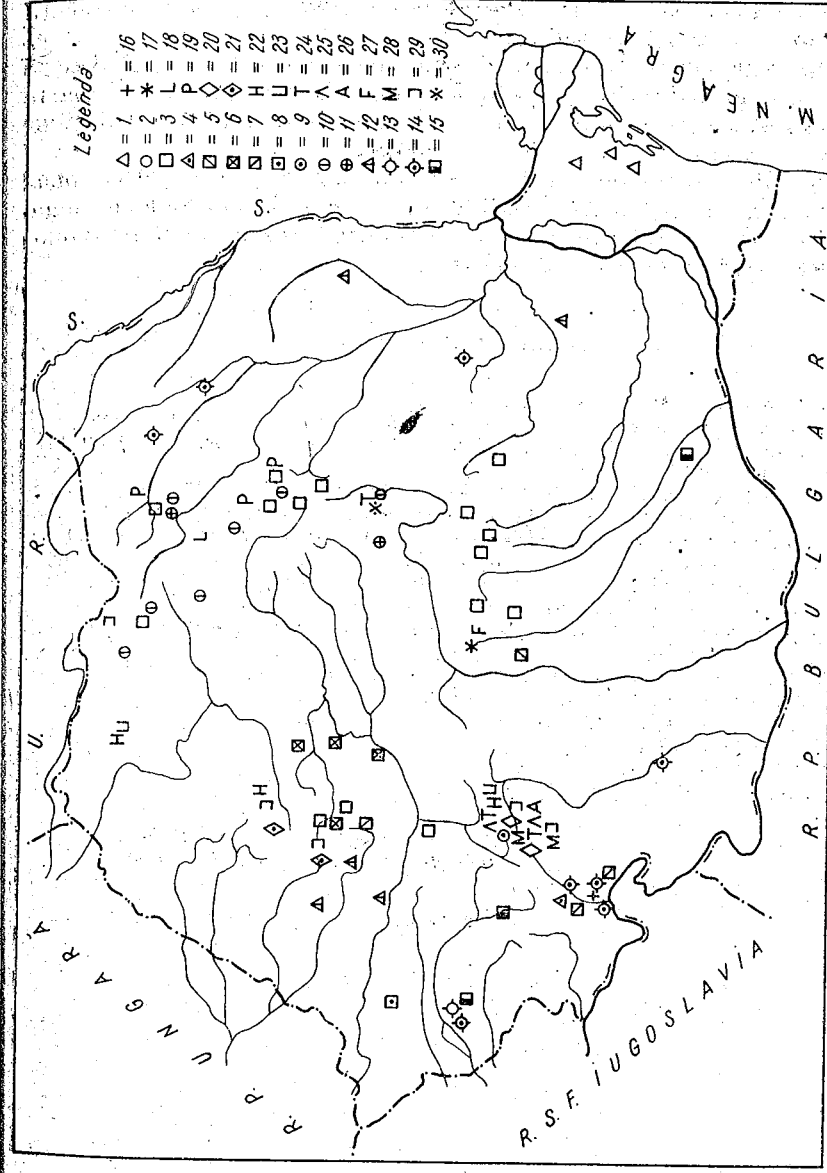 Legenda
△ = 1. + = 16
○ = 2 * = 17
□ = 3 L = 18
◬ = 4 P = 19
⧄ = 5 ◇ = 20
⊠ = 6 ◈ = 21
⧅ = 7 H = 22
⊡ = 8 U = 23
⊙ = 9 T = 24
⊖ = 10 Λ = 25
⊕ = 11 A = 26
= 12 F = 27
= 13 M = 28
= 14 J = 29
= 15 * = 30
U. R. S. S.
R. P. UNGARĂ
R. S. F. IUGOSLAVIA
R. P. BULGARIA
M. NEAGRĂ
H U
J
P
L
P P
H
J
J
T
F
Λ T H U
M J
T Λ A
M J